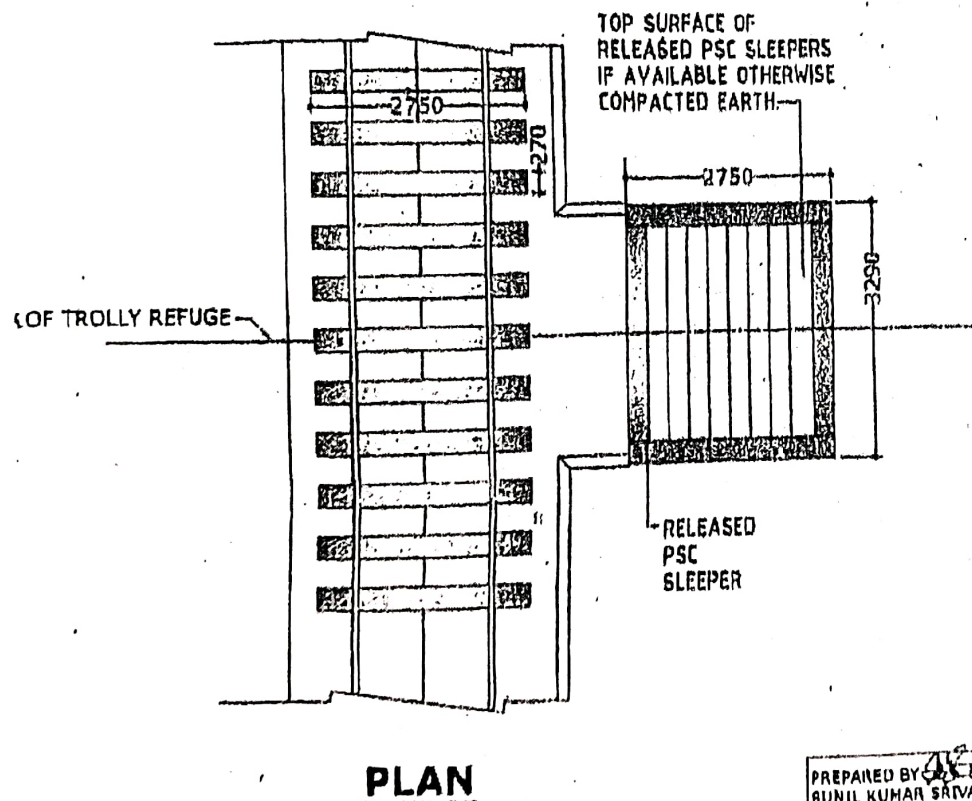 TOP SURFACE OF
RELEASED PSC SLEEPERS
IF AVAILABLE OTHERWISE
COMPACTED EARTH
2750
270
2750
3290
OF TROLLY REFUGE
RELEASED
PSC
SLEEPER
PLAN
PREPARED BY
SUNIL KUMAR